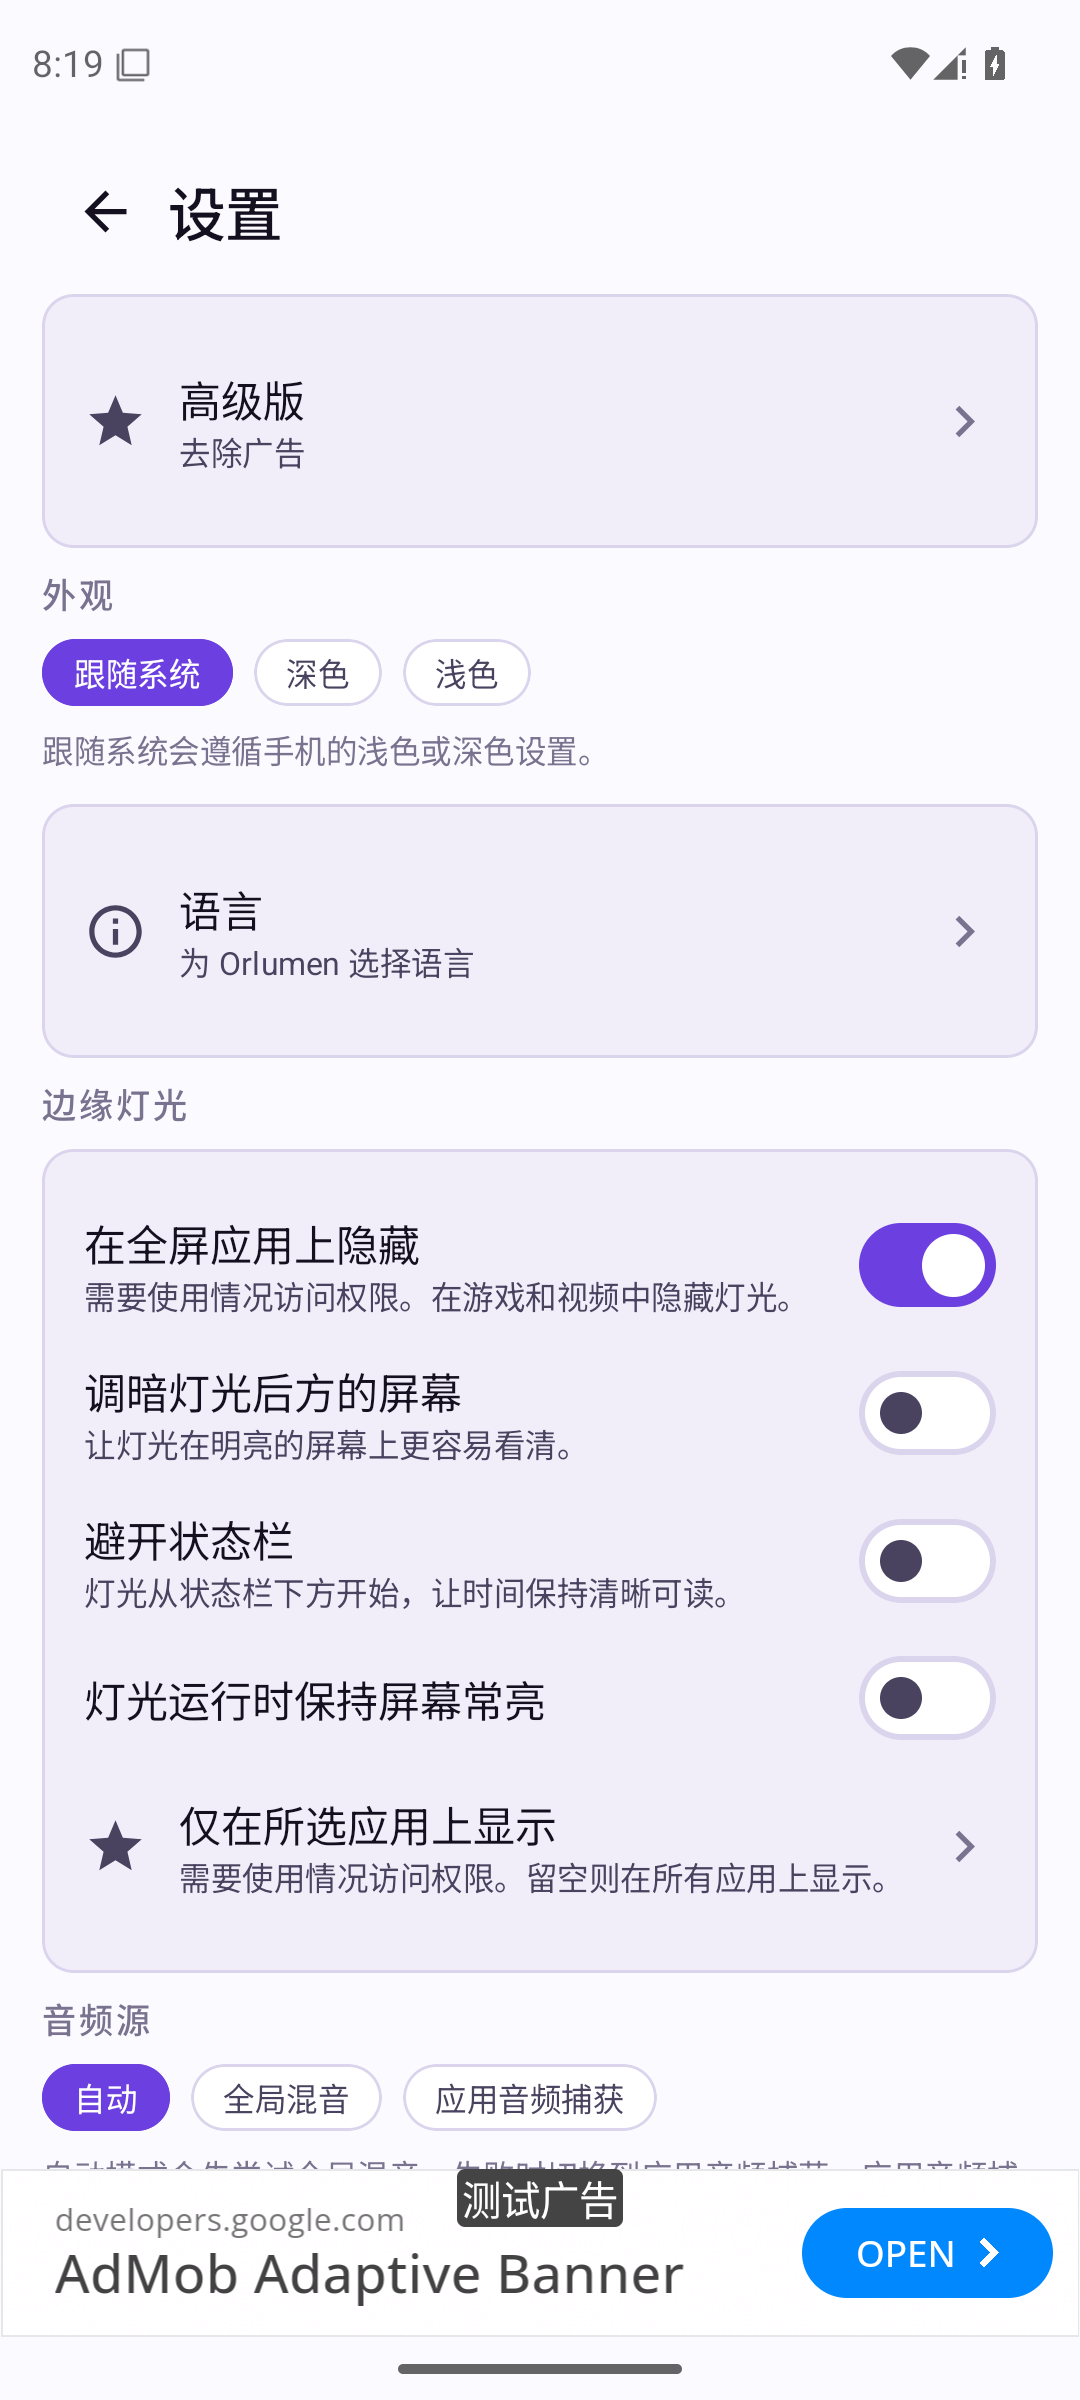 8:19
设置
高级版
去除广告
外观
跟随系统 深色 浅色
跟随系统会遵循手机的浅色或深色设置。
语言
为 Orlumen 选择语言
边缘灯光
在全屏应用上隐藏
需要使用情况访问权限。在游戏和视频中隐藏灯光。
调暗灯光后方的屏幕
让灯光在明亮的屏幕上更容易看清。
避开状态栏
灯光从状态栏下方开始，让时间保持清晰可读。
灯光运行时保持屏幕常亮
仅在所选应用上显示
需要使用情况访问权限。留空则在所有应用上显示。
音频源
自动 全局混音 应用音频捕获
测试广告
developers.google.com
AdMob Adaptive Banner
OPEN